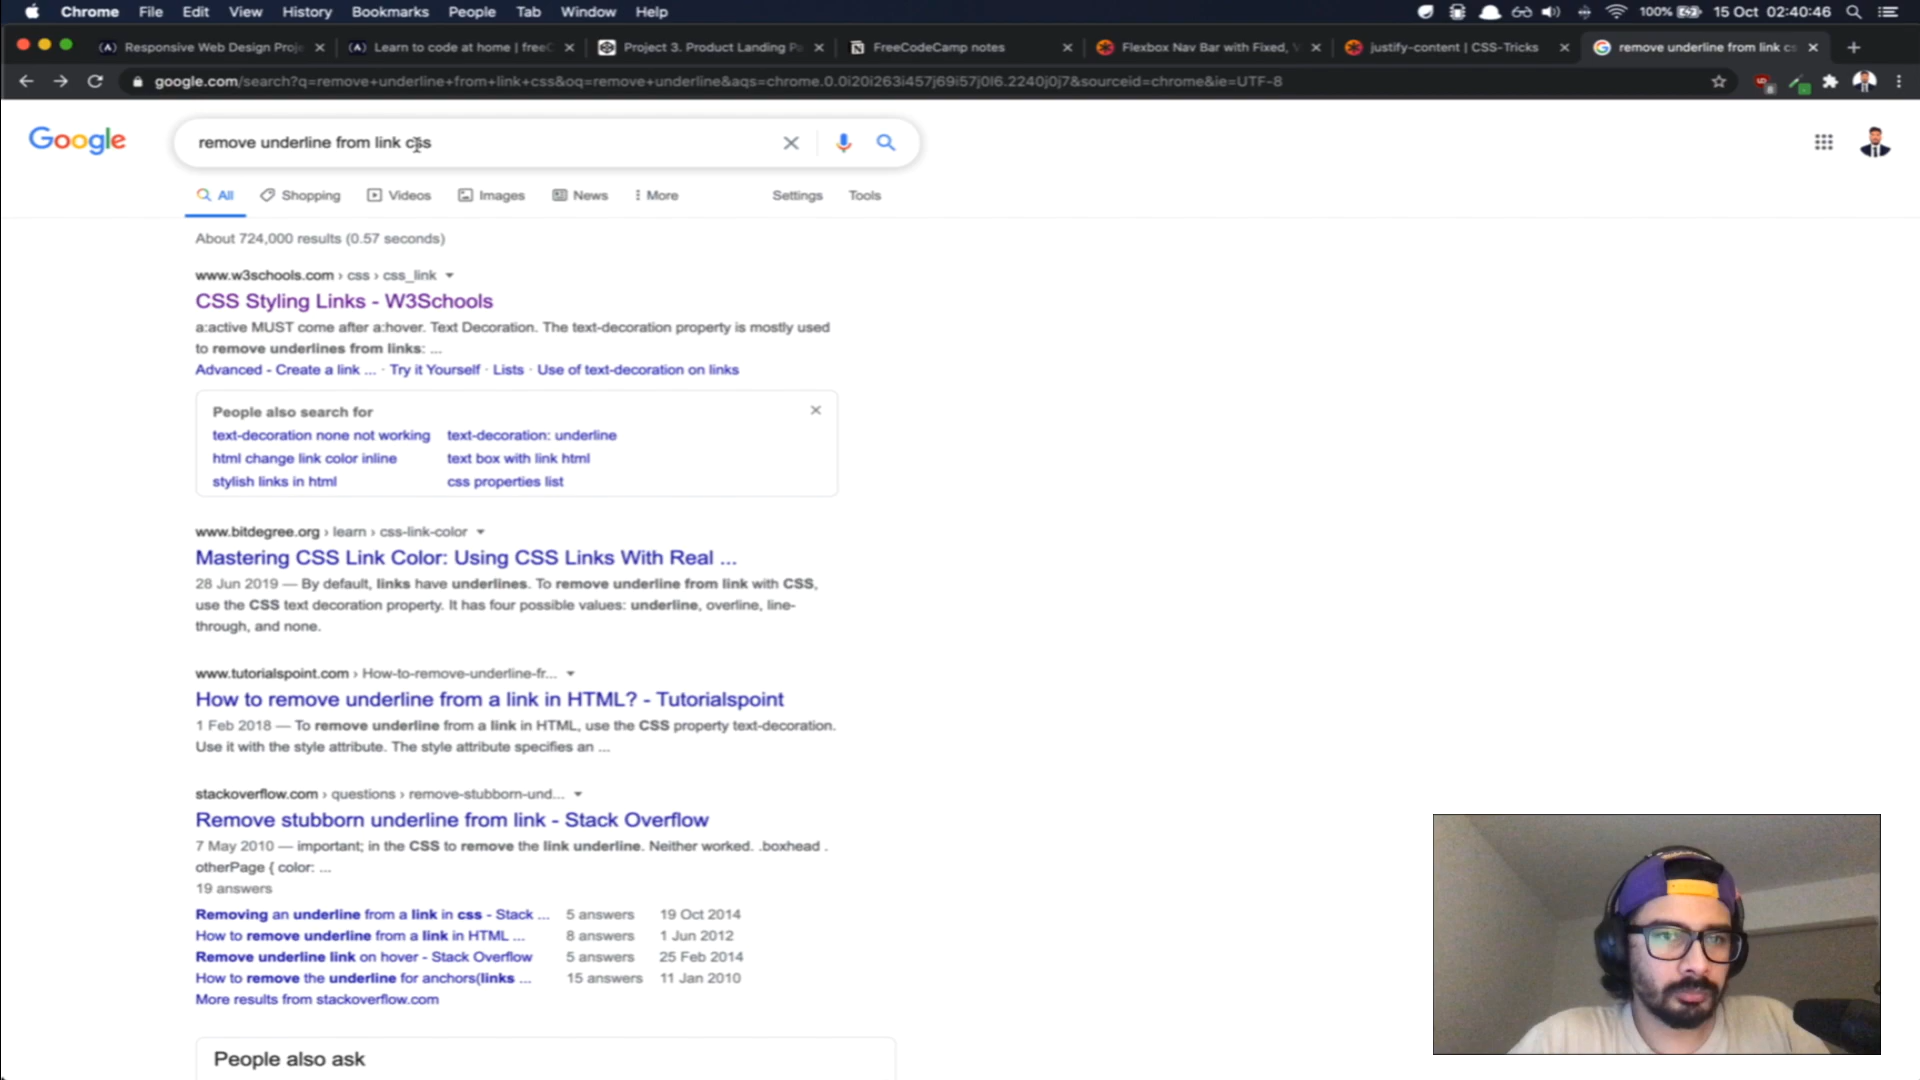 Chrome File Edit View History Bookmarks People Tab Window Help 100% 15 Oct 02:40:46
Responsive Web Design Proje Learn to code at home | freeC Project 3. Product Landing Pa FreeCodeCamp notes Flexbox Nav Bar with Fixed, V justify-content | CSS-Tricks remove underline from link cs
google.com/search?q=remove+underline+from+link+css&oq=remove+underline&aqs=chrome.0.0i20i263i457j69i57j0l6.2240j0j7&sourceid=chrome&ie=UTF-8
Google remove underline from link css
All Shopping Videos Images News More Settings Tools
About 724,000 results (0.57 seconds)
www.w3schools.com › css › css_link
CSS Styling Links - W3Schools
a:active MUST come after a:hover. Text Decoration. The text-decoration property is mostly used
to remove underlines from links: ...
Advanced - Create a link ... · Try it Yourself · Lists · Use of text-decoration on links
People also search for
text-decoration none not working text-decoration: underline
html change link color inline text box with link html
stylish links in html css properties list
www.bitdegree.org › learn › css-link-color
Mastering CSS Link Color: Using CSS Links With Real ...
28 Jun 2019 — By default, links have underlines. To remove underline from link with CSS,
use the CSS text decoration property. It has four possible values: underline, overline, line-
through, and none.
www.tutorialspoint.com › How-to-remove-underline-fr...
How to remove underline from a link in HTML? - Tutorialspoint
1 Feb 2018 — To remove underline from a link in HTML, use the CSS property text-decoration.
Use it with the style attribute. The style attribute specifies an ...
stackoverflow.com › questions › remove-stubborn-und...
Remove stubborn underline from link - Stack Overflow
7 May 2010 — important; in the CSS to remove the link underline. Neither worked. .boxhead .
otherPage { color: ...
19 answers
Removing an underline from a link in css - Stack ... 5 answers 19 Oct 2014
How to remove underline from a link in HTML ... 8 answers 1 Jun 2012
Remove underline link on hover - Stack Overflow 5 answers 25 Feb 2014
How to remove the underline for anchors(links ... 15 answers 11 Jan 2010
More results from stackoverflow.com
People also ask